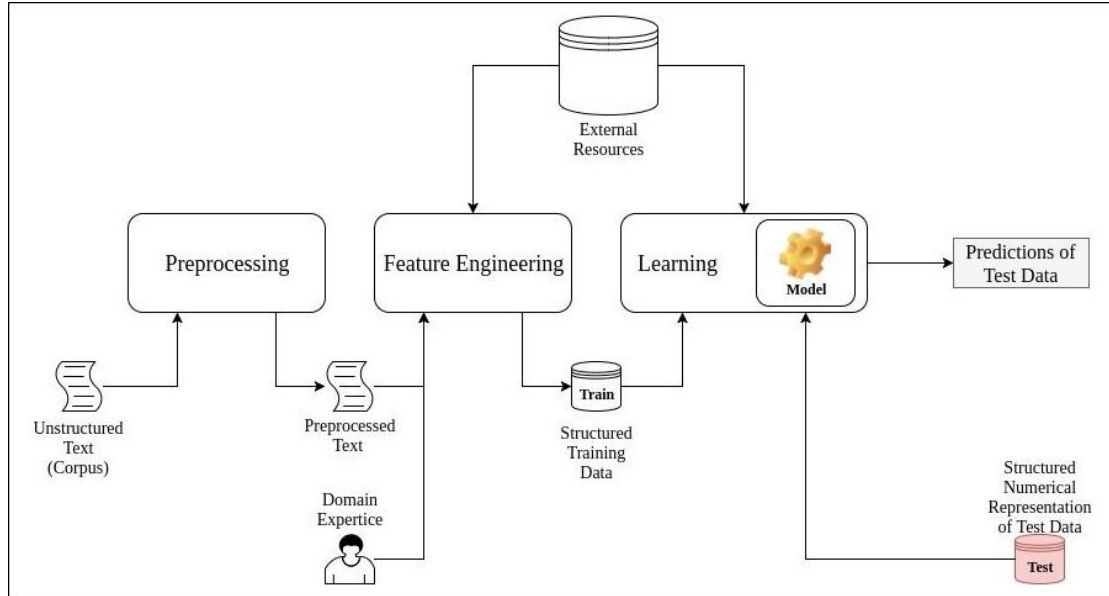 External
Resources
Preprocessing
Feature Engineering
Learning
Model
Predictions of
Test Data
Unstructured
Text
(Corpus)
Preprocessed
Text
Train
Structured
Training
Data
Domain
Expertice
Structured
Numerical
Representation
of Test Data
Test